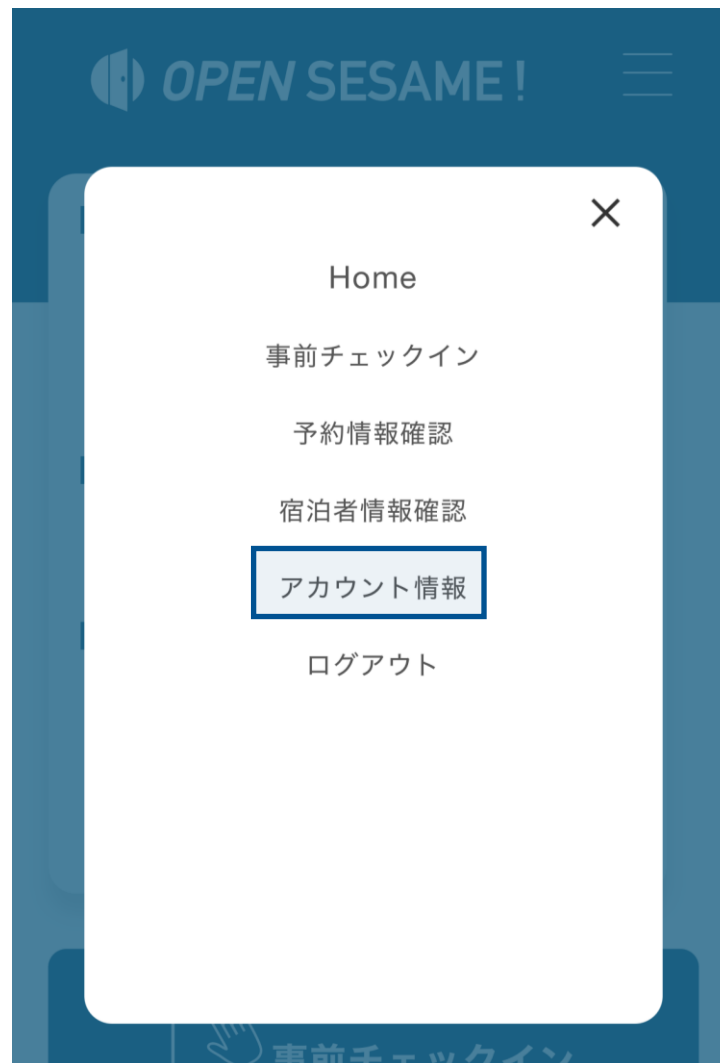 OPEN SESAME!
Home
事前チェックイン
予約情報確認
宿泊者情報確認
アカウント情報
ログアウト
事前チェックイン